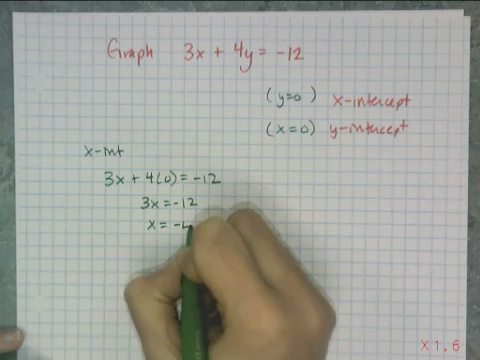 Graph 3x + 4y = -12
(y=0) x-intercept
(x=0) y-intercept
x-int
3x + 4(0) = -12
3x = -12
x = -4
x1.6